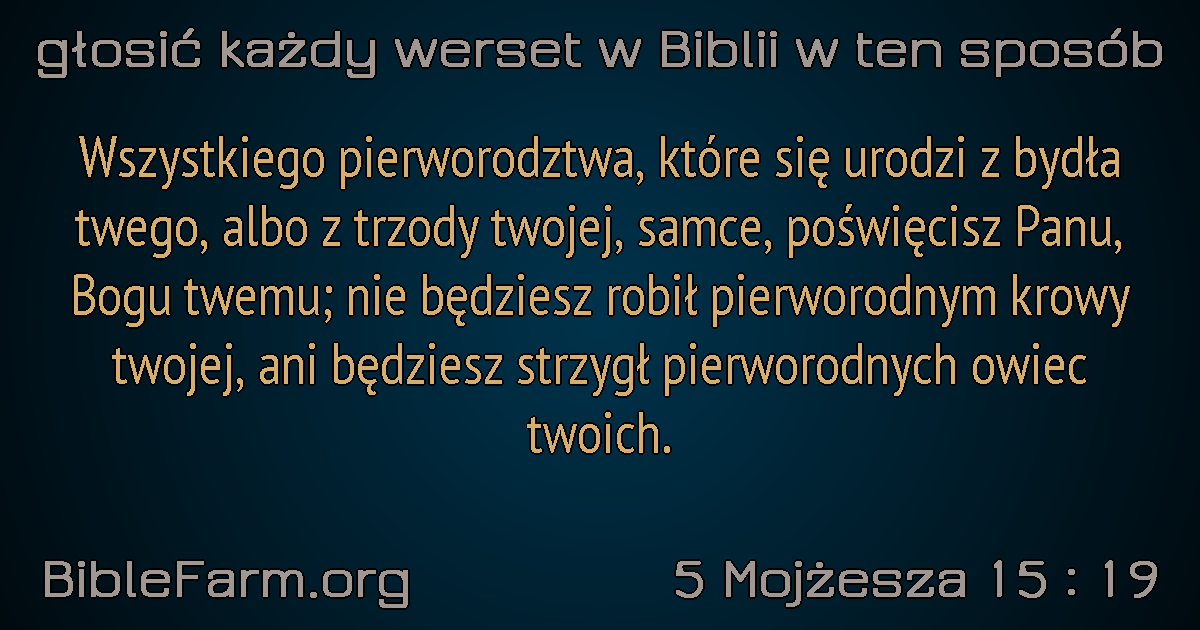 głosić każdy werset w Biblii w ten sposób
Wszystkiego pierworodztwa, które się urodzi z bydła
twego, albo z trzody twojej, samce, poświęcisz Panu,
Bogu twemu; nie będziesz robił pierworodnym krowy
twojej, ani będziesz strzygł pierworodnych owiec
twoich.
BibleFarm.org
5 Mojżesza 15 : 19